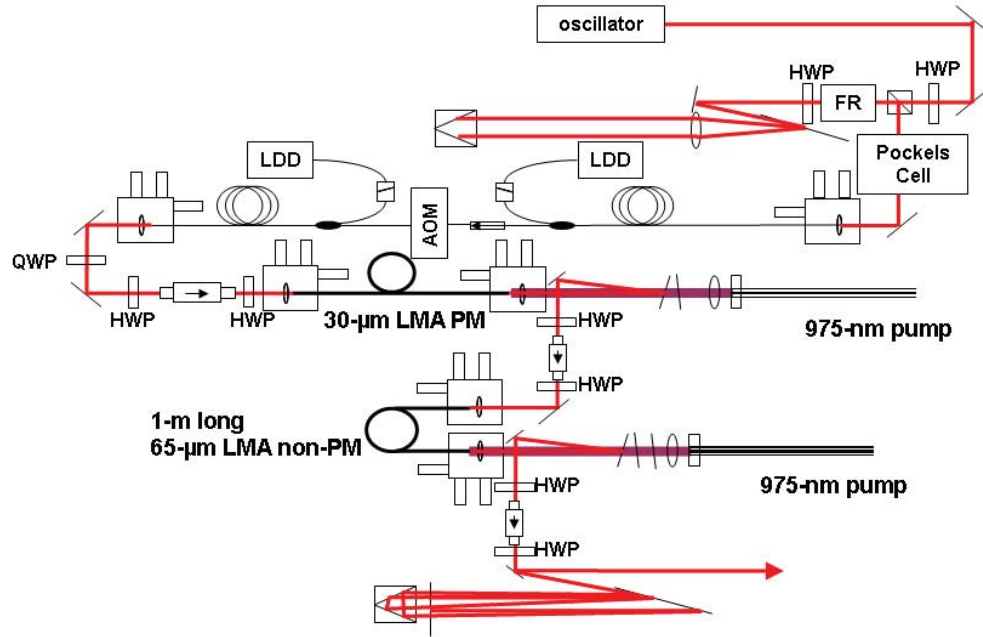 oscillator
HWP
HWP
FR
Pockels
Cell
LDD
LDD
AOM
QWP
HWP
HWP
30-µm LMA PM
HWP
975-nm pump
HWP
1-m long
65-µm LMA non-PM
HWP
975-nm pump
HWP